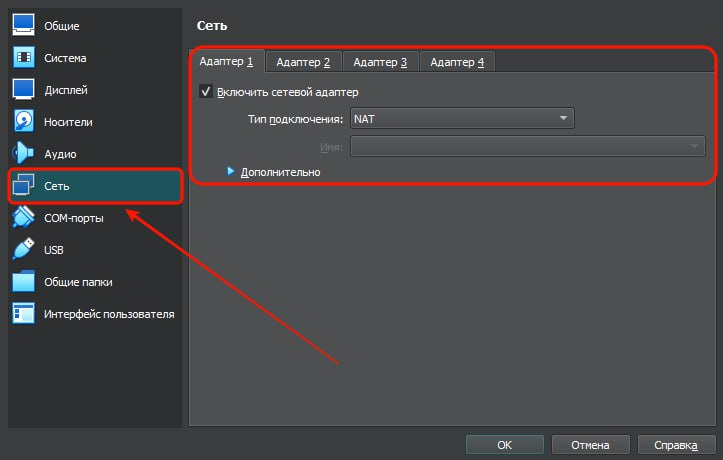 Общие
Система
Дисплей
Носители
Аудио
Сеть
COM-порты
USB
Общие папки
Интерфейс пользователя
Сеть
Адаптер 1 Адаптер 2 Адаптер 3 Адаптер 4
Включить сетевой адаптер
Тип подключения: NAT
Имя:
Дополнительно
OK Отмена Справка